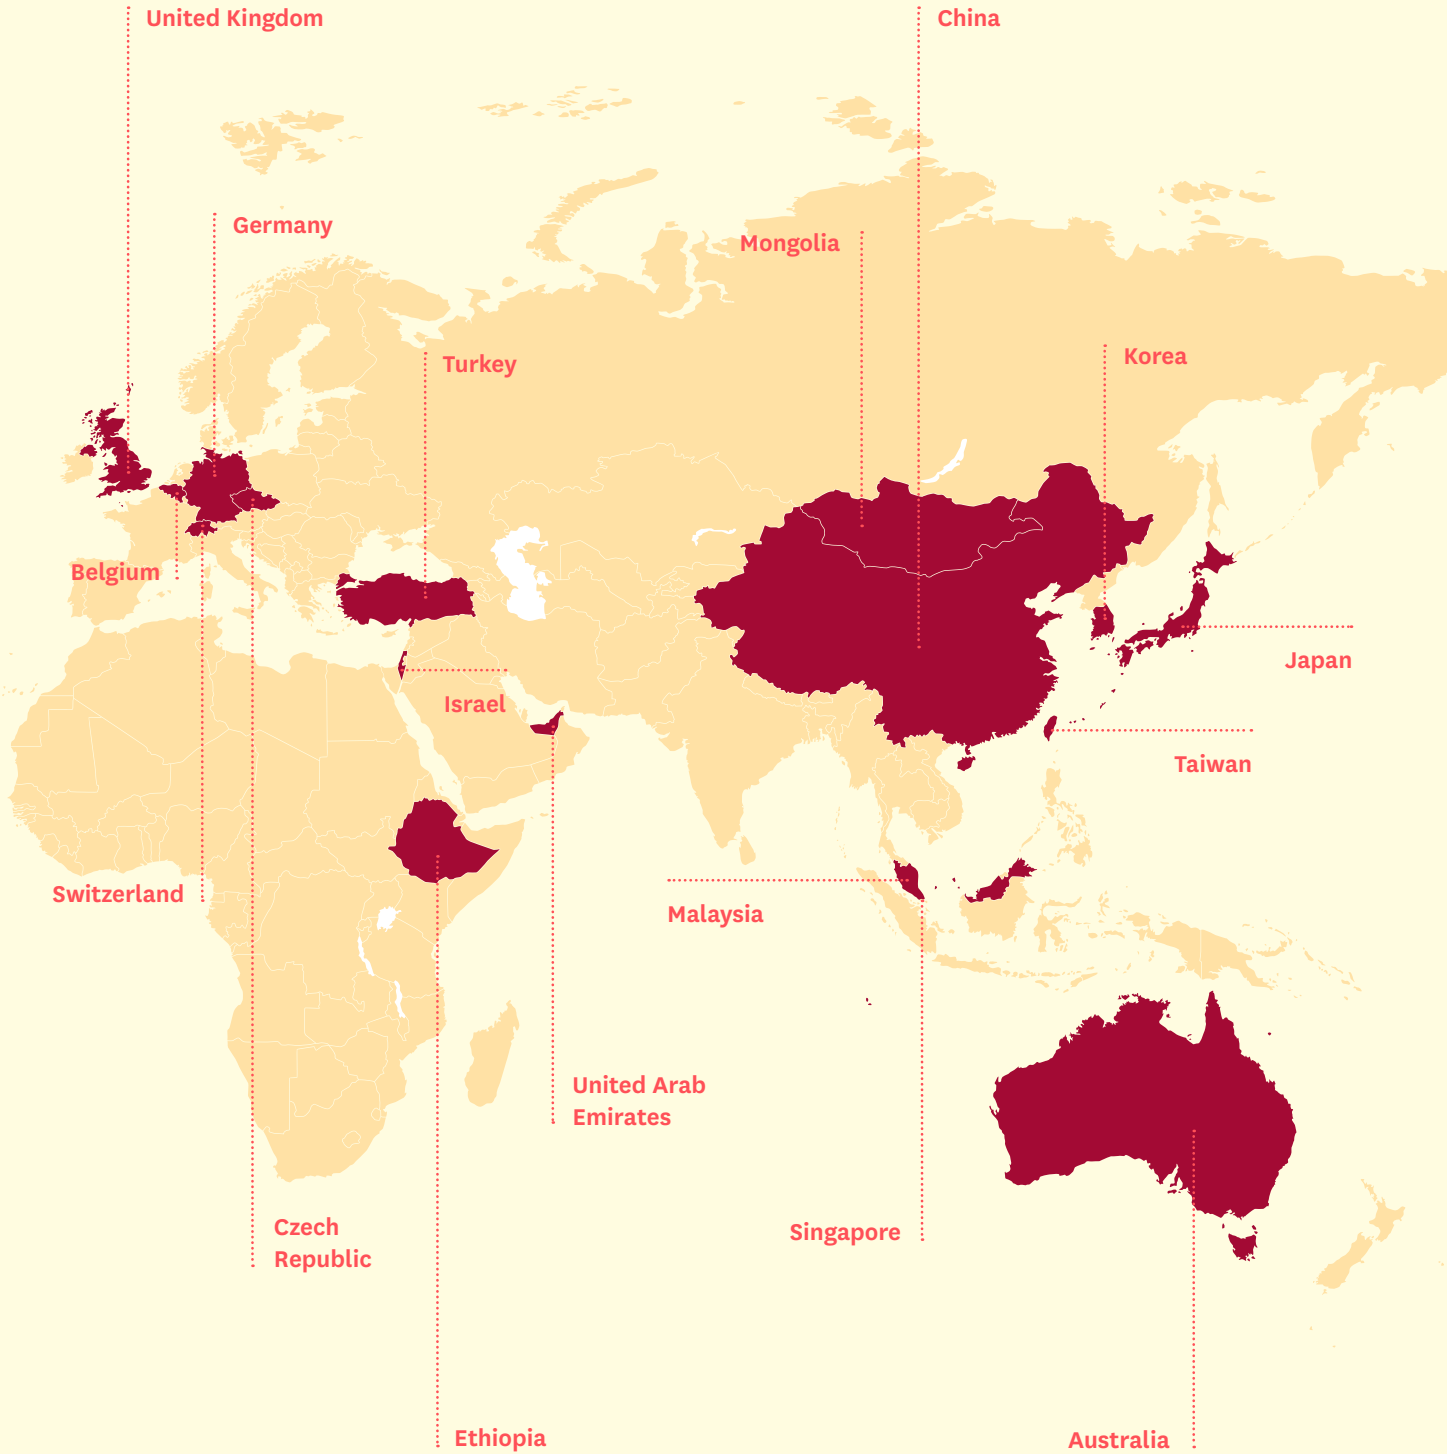 United Kingdom
China
Germany
Mongolia
Korea
Turkey
Belgium
Japan
Israel
Taiwan
Switzerland
Malaysia
United Arab
Emirates
Czech
Republic
Singapore
Ethiopia
Australia